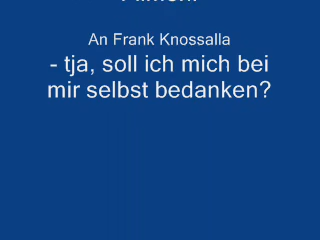 An Frank Knossalla
- tja, soll ich mich bei
mir selbst bedanken?